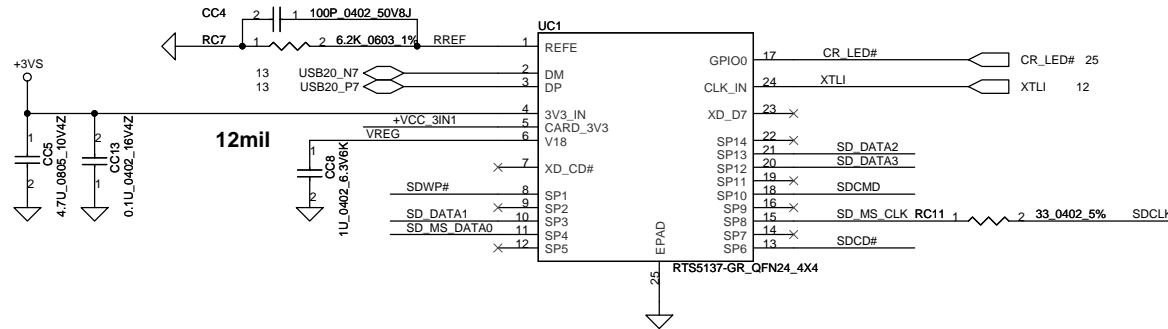 CC4 2 1 100P_0402_50V8J
RC7 1 2 6.2K_0603_1% RREF
UC1
1 REFE
13 USB20_N7 2 DM
13 USB20_P7 3 DP
+3VS
4 3V3_IN
12mil
+VCC_3IN1 5 CARD_3V3
VREG 6 V18
1 2 CC5 4.7U_0805_10V4Z
2 1 CC13 0.1U_0402_16V4Z
1 2 CC8 1U_0402_6.3V6K
7 XD_CD#
SDWP# 8 SP1
9 SP2
SD_DATA1 10 SP3
SD_MS_DATA0 11 SP4
12 SP5
EPAD
25
GPIO0 17 CR_LED# CR_LED# 25
CLK_IN 24 XTLI XTLI 12
XD_D7 23
SP14 22
SP13 21 SD_DATA2
SP12 20 SD_DATA3
SP11 19
SP10 18 SDCMD
SP9 16
SP8 15 SD_MS_CLK RC11 1 2 33_0402_5% SDCLK
SP7 14
SP6 13 SDCD#
RTS5137-GR_QFN24_4X4